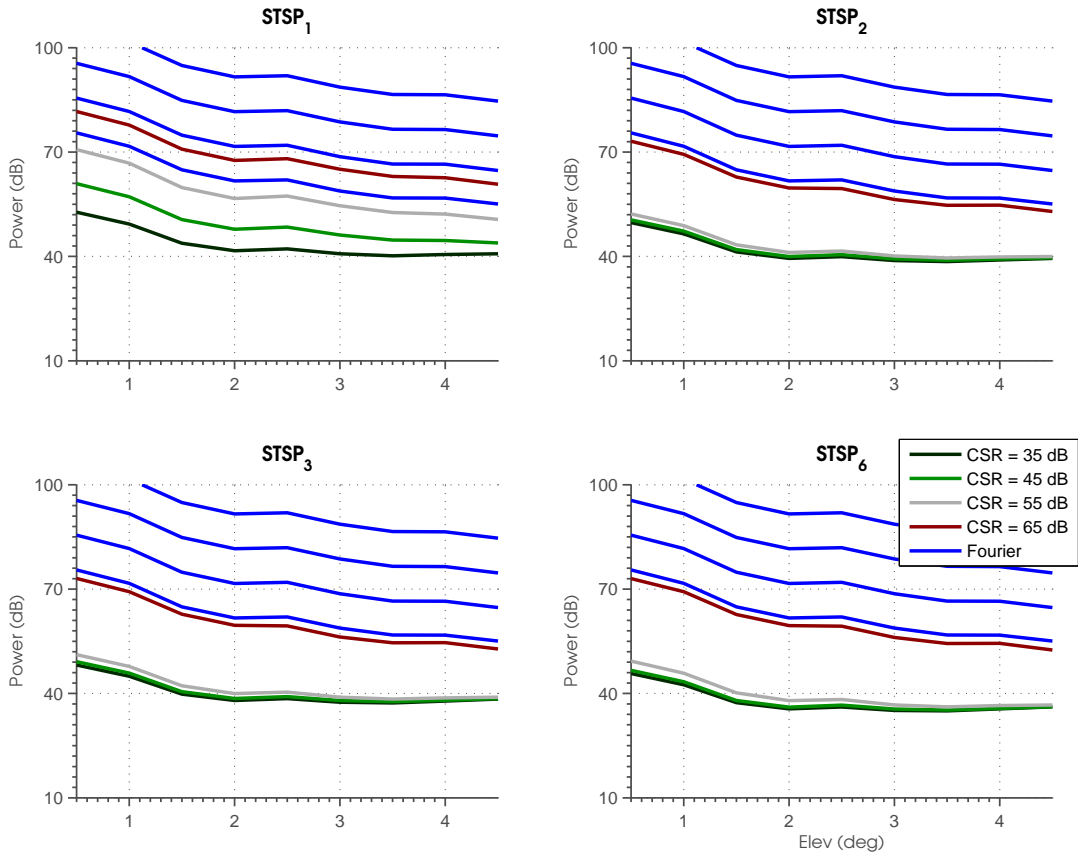 STSP1
100
70
40
10
Power (dB)
1 2 3 4
STSP2
100
70
40
10
Power (dB)
1 2 3 4
STSP3
100
70
40
10
Power (dB)
1 2 3 4
STSP6
100
70
40
10
Power (dB)
1 2 3 4
Elev (deg)
CSR = 35 dB
CSR = 45 dB
CSR = 55 dB
CSR = 65 dB
Fourier